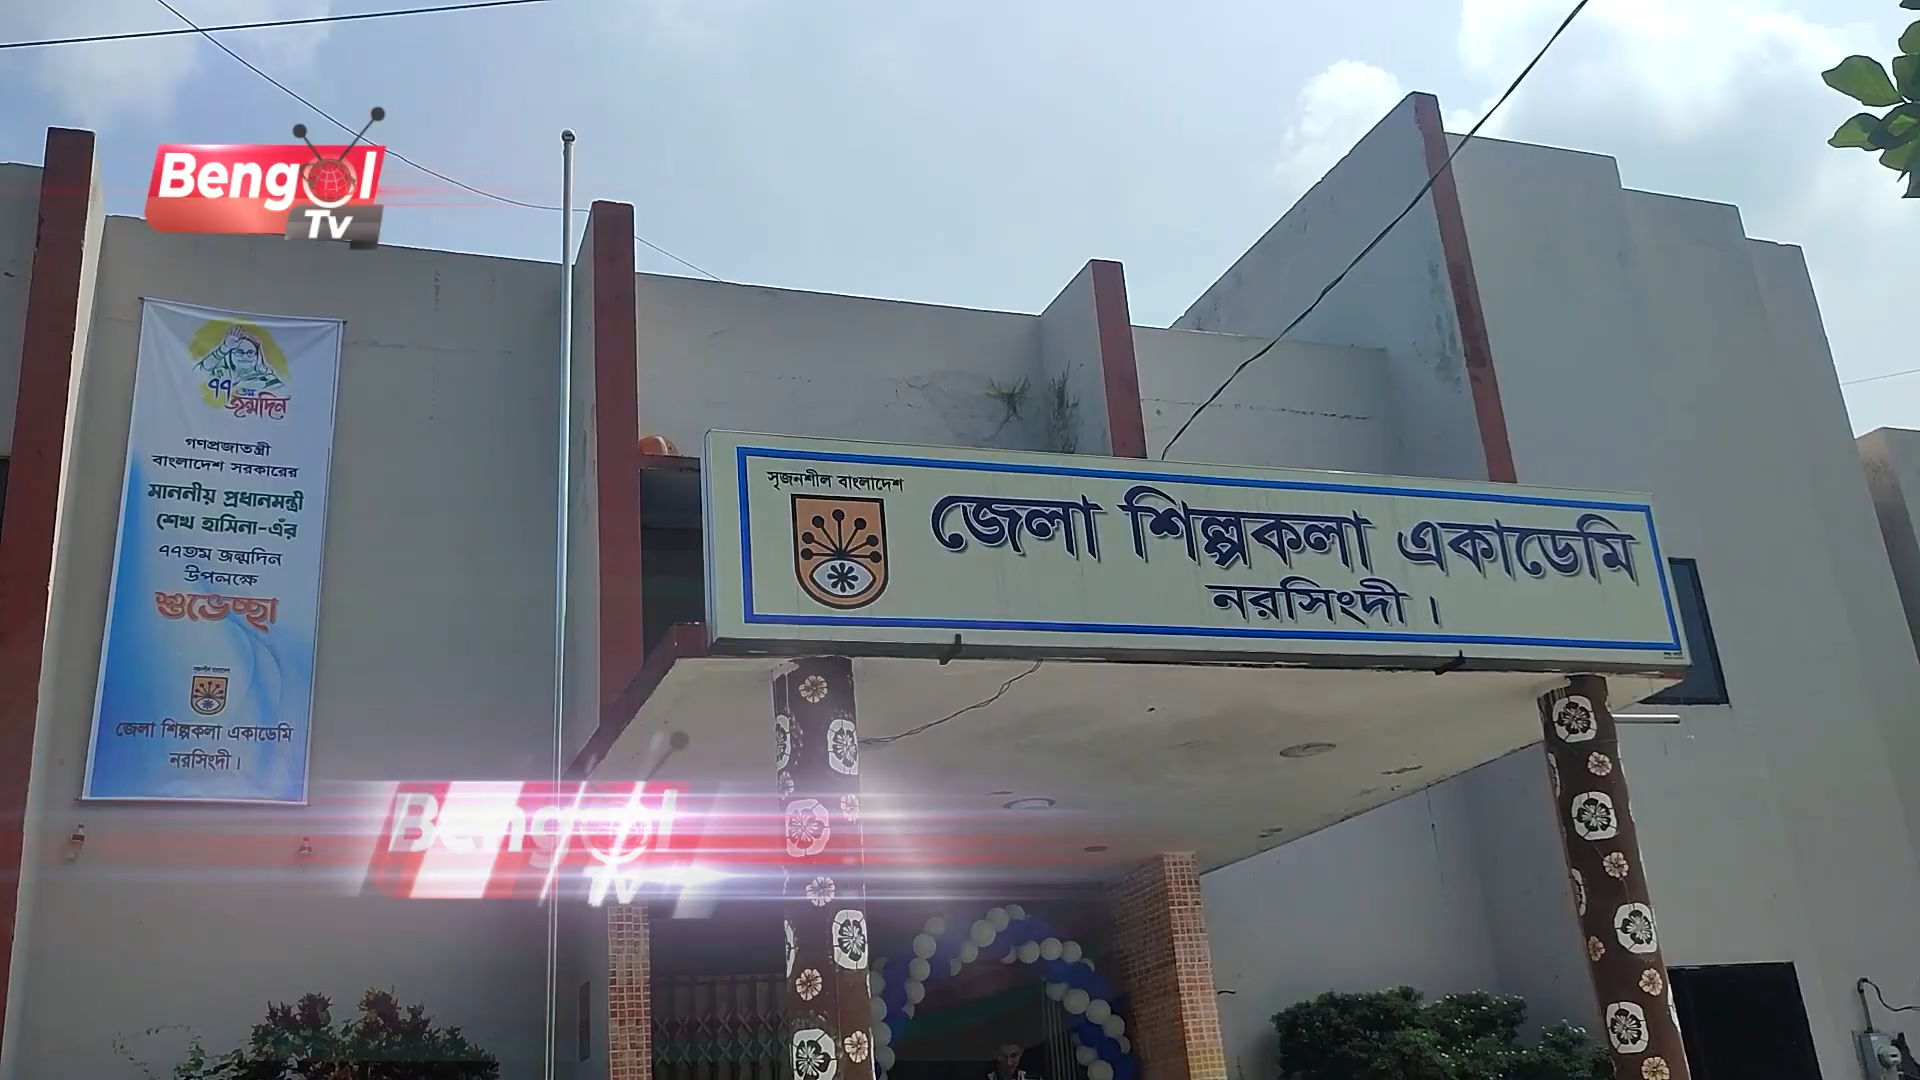 Bengol
Tv
৭৭তম
জন্মদিন
গণপ্রজাতন্ত্রী
বাংলাদেশ সরকারের
মাননীয় প্রধানমন্ত্রী
শেখ হাসিনা-এঁর
৭৭তম জন্মদিন
উপলক্ষে
শুভেচ্ছা
জেলা শিল্পকলা একাডেমি
নরসিংদী।
সৃজনশীল বাংলাদেশ
জেলা শিল্পকলা একাডেমি
নরসিংদী।
Bengol
Tv